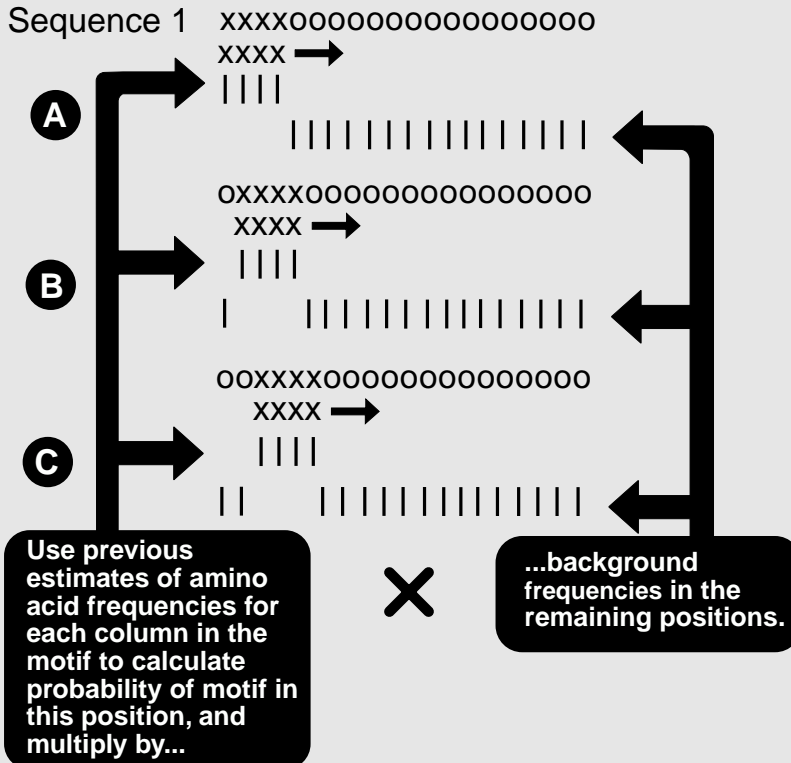 Sequence 1 xxxxoooooooooooooooo
xxxx
A
oxxxxooooooooooooooo
xxxx
B
ooxxxxoooooooooooooo
xxxx
C
Use previous
estimates of amino
acid frequencies for
each column in the
motif to calculate
probability of motif in
this position, and
multiply by...
...background
frequencies in the
remaining positions.